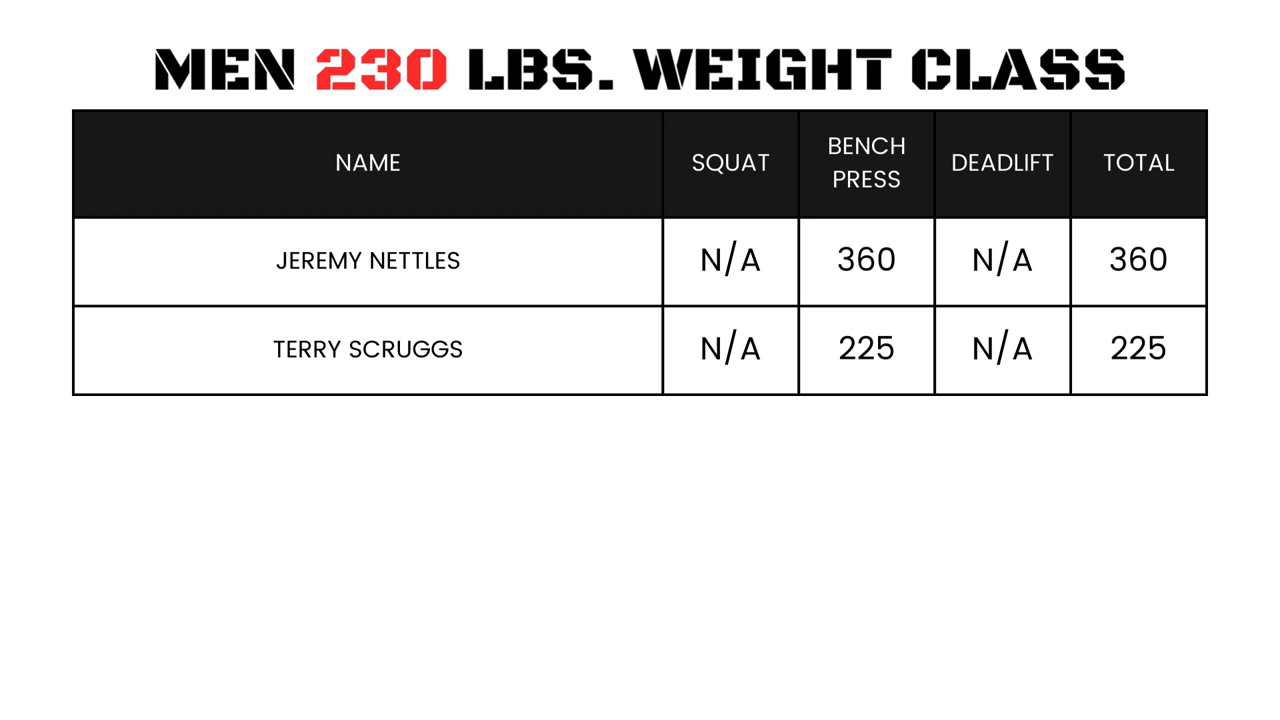 MEN 230 LBS. WEIGHT CLASS
NAME SQUAT BENCH PRESS DEADLIFT TOTAL
JEREMY NETTLES N/A 360 N/A 360
TERRY SCRUGGS N/A 225 N/A 225